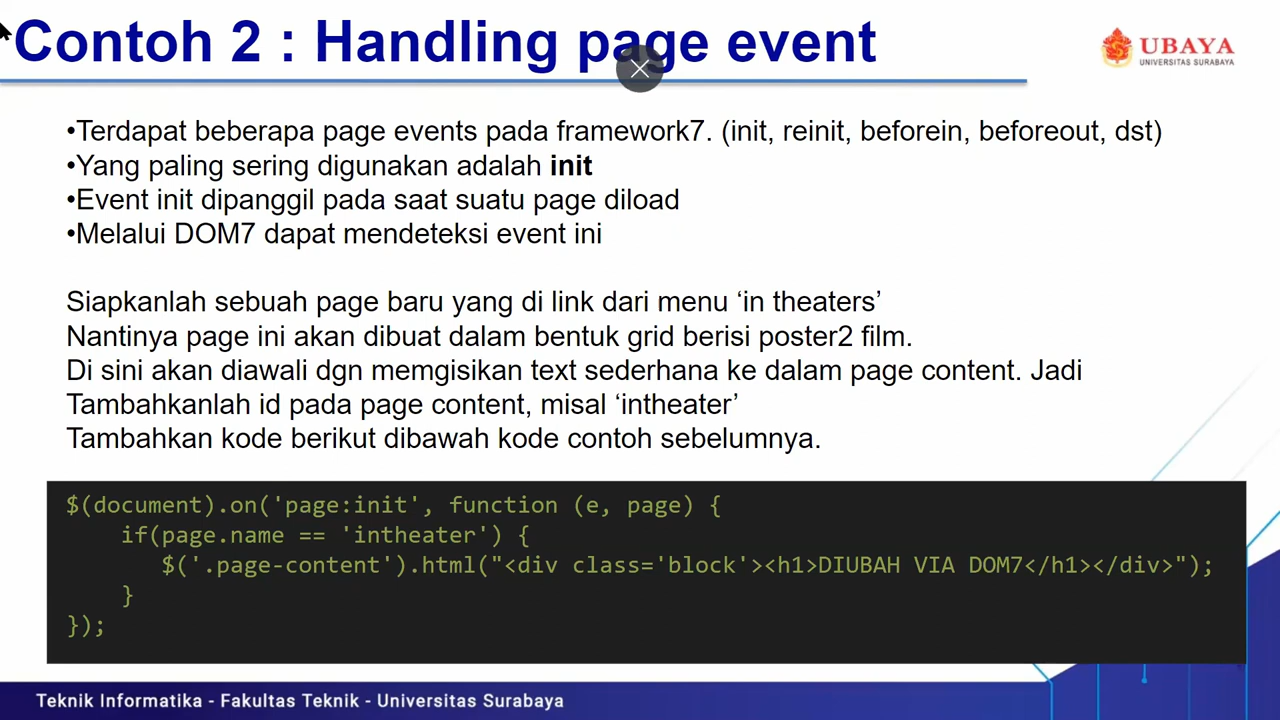 Contoh 2 : Handling page event
UBAYA
UNIVERSITAS SURABAYA
•Terdapat beberapa page events pada framework7. (init, reinit, beforein, beforeout, dst)
•Yang paling sering digunakan adalah init
•Event init dipanggil pada saat suatu page diload
•Melalui DOM7 dapat mendeteksi event ini
Siapkanlah sebuah page baru yang di link dari menu ‘in theaters’
Nantinya page ini akan dibuat dalam bentuk grid berisi poster2 film.
Di sini akan diawali dgn memgisikan text sederhana ke dalam page content. Jadi
Tambahkanlah id pada page content, misal ‘intheater’
Tambahkan kode berikut dibawah kode contoh sebelumnya.
$(document).on('page:init', function (e, page) {
if(page.name == 'intheater') {
$('.page-content').html("<div class='block'><h1>DIUBAH VIA DOM7</h1></div>");
}
});
Teknik Informatika - Fakultas Teknik - Universitas Surabaya